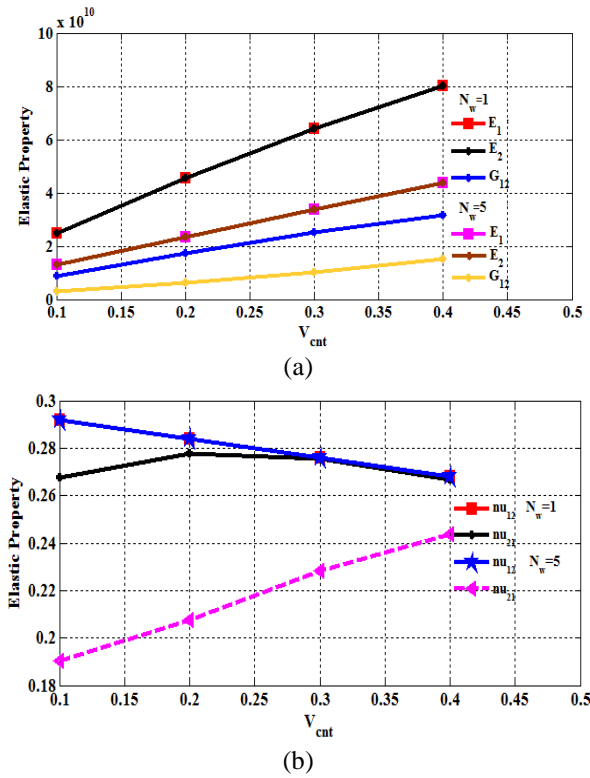 x 10^10
10
8
6
4
2
0
Elastic Property
0.1 0.15 0.2 0.25 0.3 0.35 0.4 0.45 0.5
V_cnt
N_w=1
E_1
E_2
G_12
N_w=5
E_1
E_2
G_12
(a)
0.3
0.28
0.26
0.24
0.22
0.2
0.18
Elastic Property
0.1 0.15 0.2 0.25 0.3 0.35 0.4 0.45 0.5
V_cnt
nu_12 N_w=1
nu_21
nu_12 N_w=5
nu_21
(b)